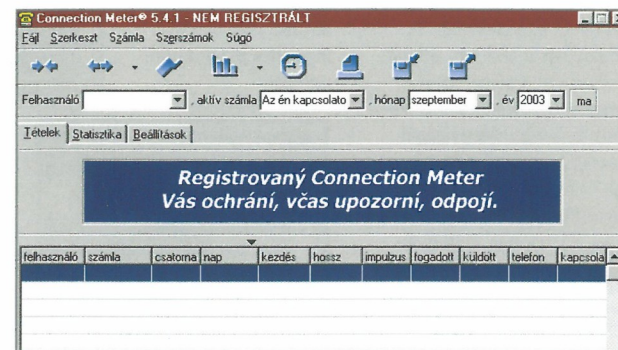 Connection Meter® 5.4.1 - NEM REGISZTRÁLT
Fájl Szerkeszt Számla Szerszámok Súgó
Felhasználó , aktív számla Az én kapcsolato , hónap szeptember , év 2003 ma
Tételek Statisztika Beállítások
Registrovaný Connection Meter
Vás ochrání, včas upozorní, odpojí.
felhasználó számla csatorna nap kezdés hossz impulzus fogadott küldött telefon kapcsola